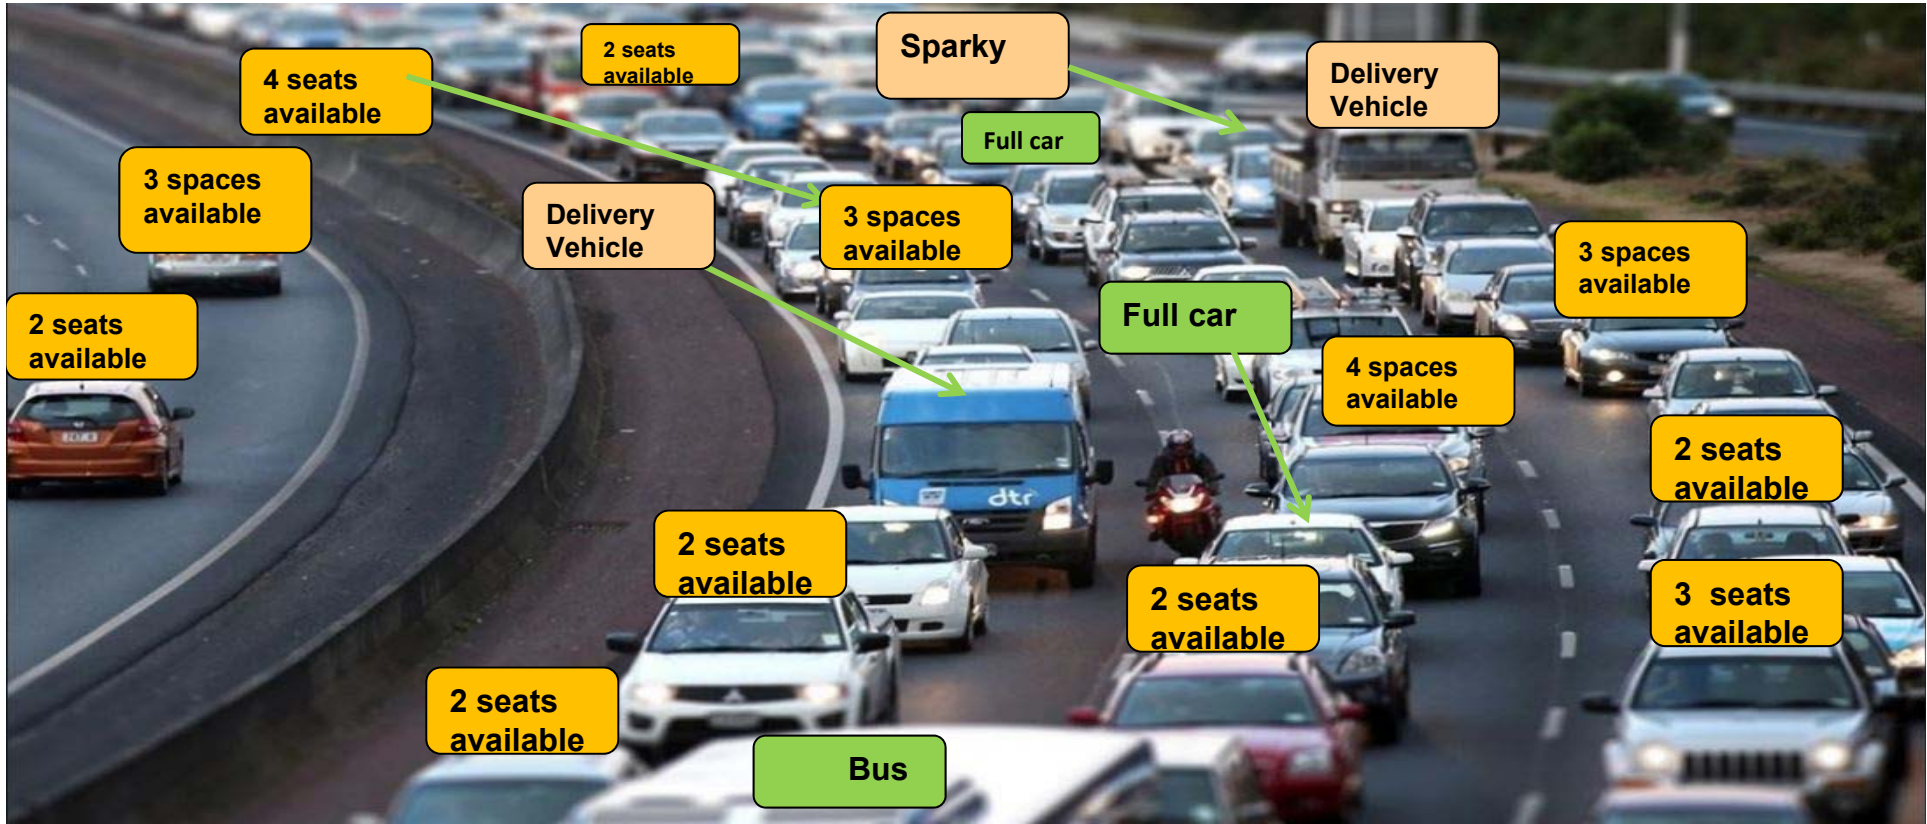 Sparky
2 seats
available
4 seats
available
Delivery
Vehicle
Full car
3 spaces
available
Delivery
Vehicle
3 spaces
available
3 spaces
available
Full car
2 seats
available
4 spaces
available
2 seats
available
dtr
2 seats
available
2 seats
available
3 seats
available
2 seats
available
Bus